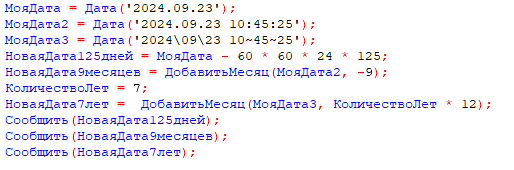 МояДата = Дата('2024.09.23');
МояДата2 = Дата('2024.09.23 10:45:25');
МояДата3 = Дата('2024\09\23 10~45~25');
НоваяДата125дней = МояДата - 60 * 60 * 24 * 125;
НоваяДата9месяцев = ДобавитьМесяц(МояДата2, -9);
КоличествоЛет = 7;
НоваяДата7лет =  ДобавитьМесяц(МояДата3, КоличествоЛет * 12);
Сообщить(НоваяДата125дней);
Сообщить(НоваяДата9месяцев);
Сообщить(НоваяДата7лет);